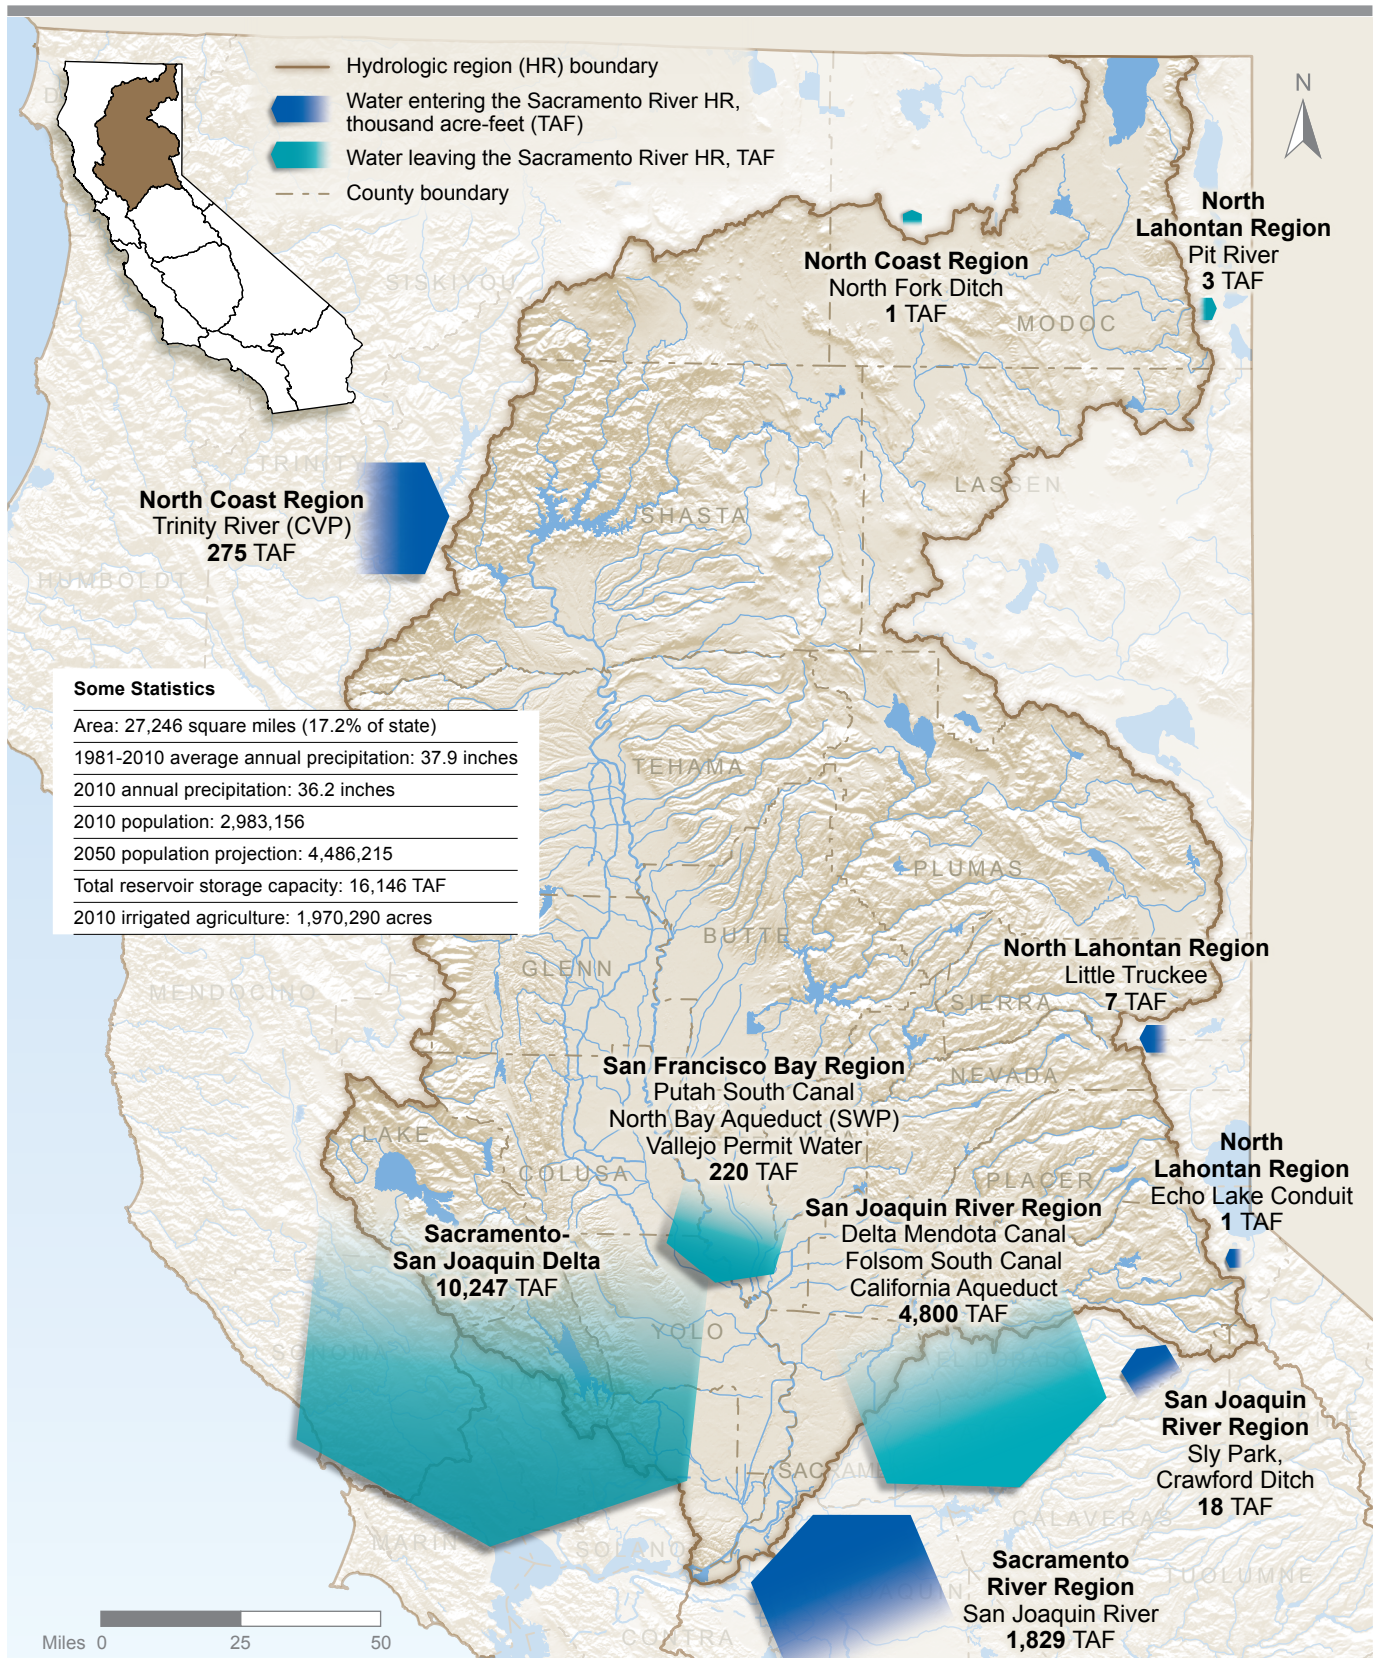 Hydrologic region (HR) boundary
Water entering the Sacramento River HR,
thousand acre-feet (TAF)
Water leaving the Sacramento River HR, TAF
County boundary
N
North
Lahontan Region
Pit River
3 TAF
North Coast Region
North Fork Ditch
1 TAF
SISKIYOU
MODOC
TRINITY
LASSEN
North Coast Region
Trinity River (CVP)
275 TAF
SHASTA
HUMBOLDT
Some Statistics
Area: 27,246 square miles (17.2% of state)
1981-2010 average annual precipitation: 37.9 inches
2010 annual precipitation: 36.2 inches
2010 population: 2,983,156
2050 population projection: 4,486,215
Total reservoir storage capacity: 16,146 TAF
2010 irrigated agriculture: 1,970,290 acres
TEHAMA
PLUMAS
BUTTE
GLENN
MENDOCINO
North Lahontan Region
Little Truckee
7 TAF
SIERRA
NEVADA
San Francisco Bay Region
Putah South Canal
North Bay Aqueduct (SWP)
Vallejo Permit Water
220 TAF
LAKE
COLUSA
PLACER
North
Lahontan Region
Echo Lake Conduit
1 TAF
San Joaquin River Region
Delta Mendota Canal
Folsom South Canal
California Aqueduct
4,800 TAF
Sacramento-
San Joaquin Delta
10,247 TAF
YOLO
SONOMA
EL DORADO
San Joaquin
River Region
Sly Park,
Crawford Ditch
18 TAF
CALAVERAS
MARIN
SOLANO
TUOLUMNE
Sacramento
River Region
San Joaquin River
1,829 TAF
CONTRA
Miles 0 25 50